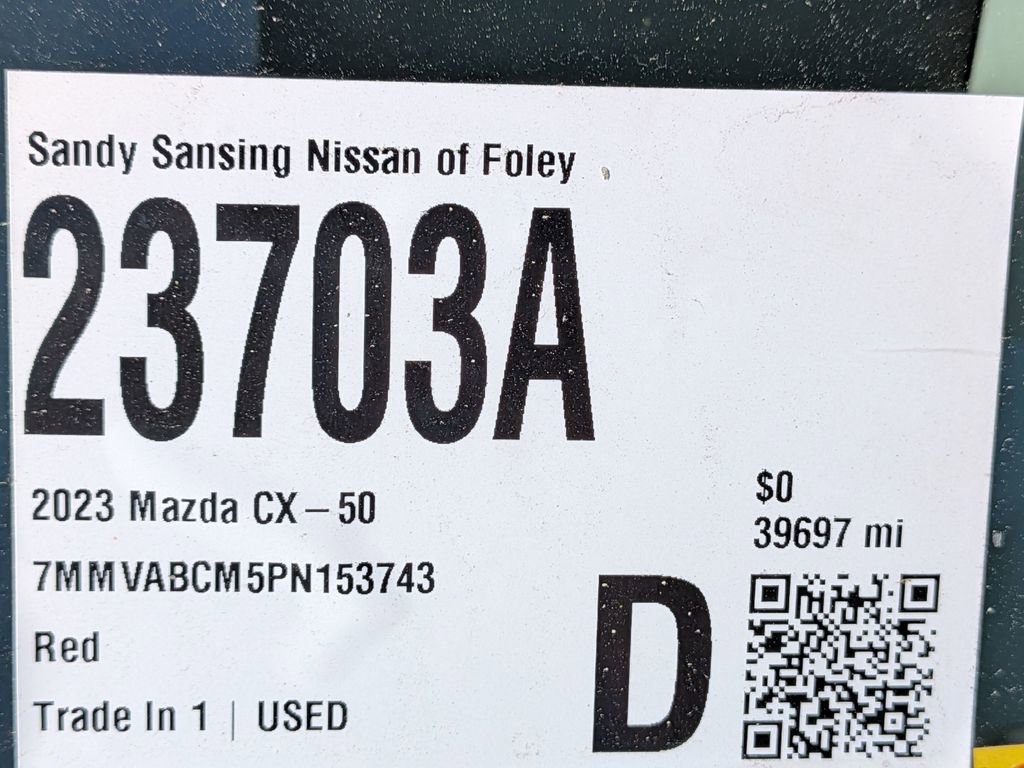 Sandy Sansing Nissan of Foley
23703A
2023 Mazda CX-50
$0
39697 mi
7MMVABCM5PN153743
Red
D
Trade In 1 | USED